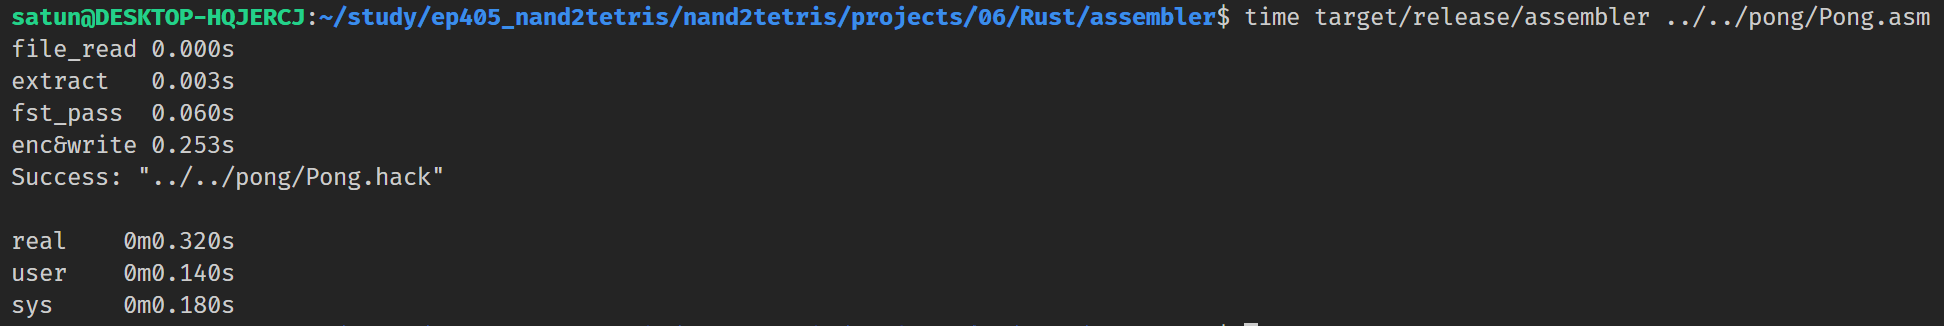 satun@DESKTOP-HQJERCJ:~/study/ep405_nand2tetris/nand2tetris/projects/06/Rust/assembler$ time target/release/assembler ../../pong/Pong.asm
file_read 0.000s
extract   0.003s
fst_pass  0.060s
enc&write 0.253s
Success: "../../pong/Pong.hack"
real    0m0.320s
user    0m0.140s
sys     0m0.180s